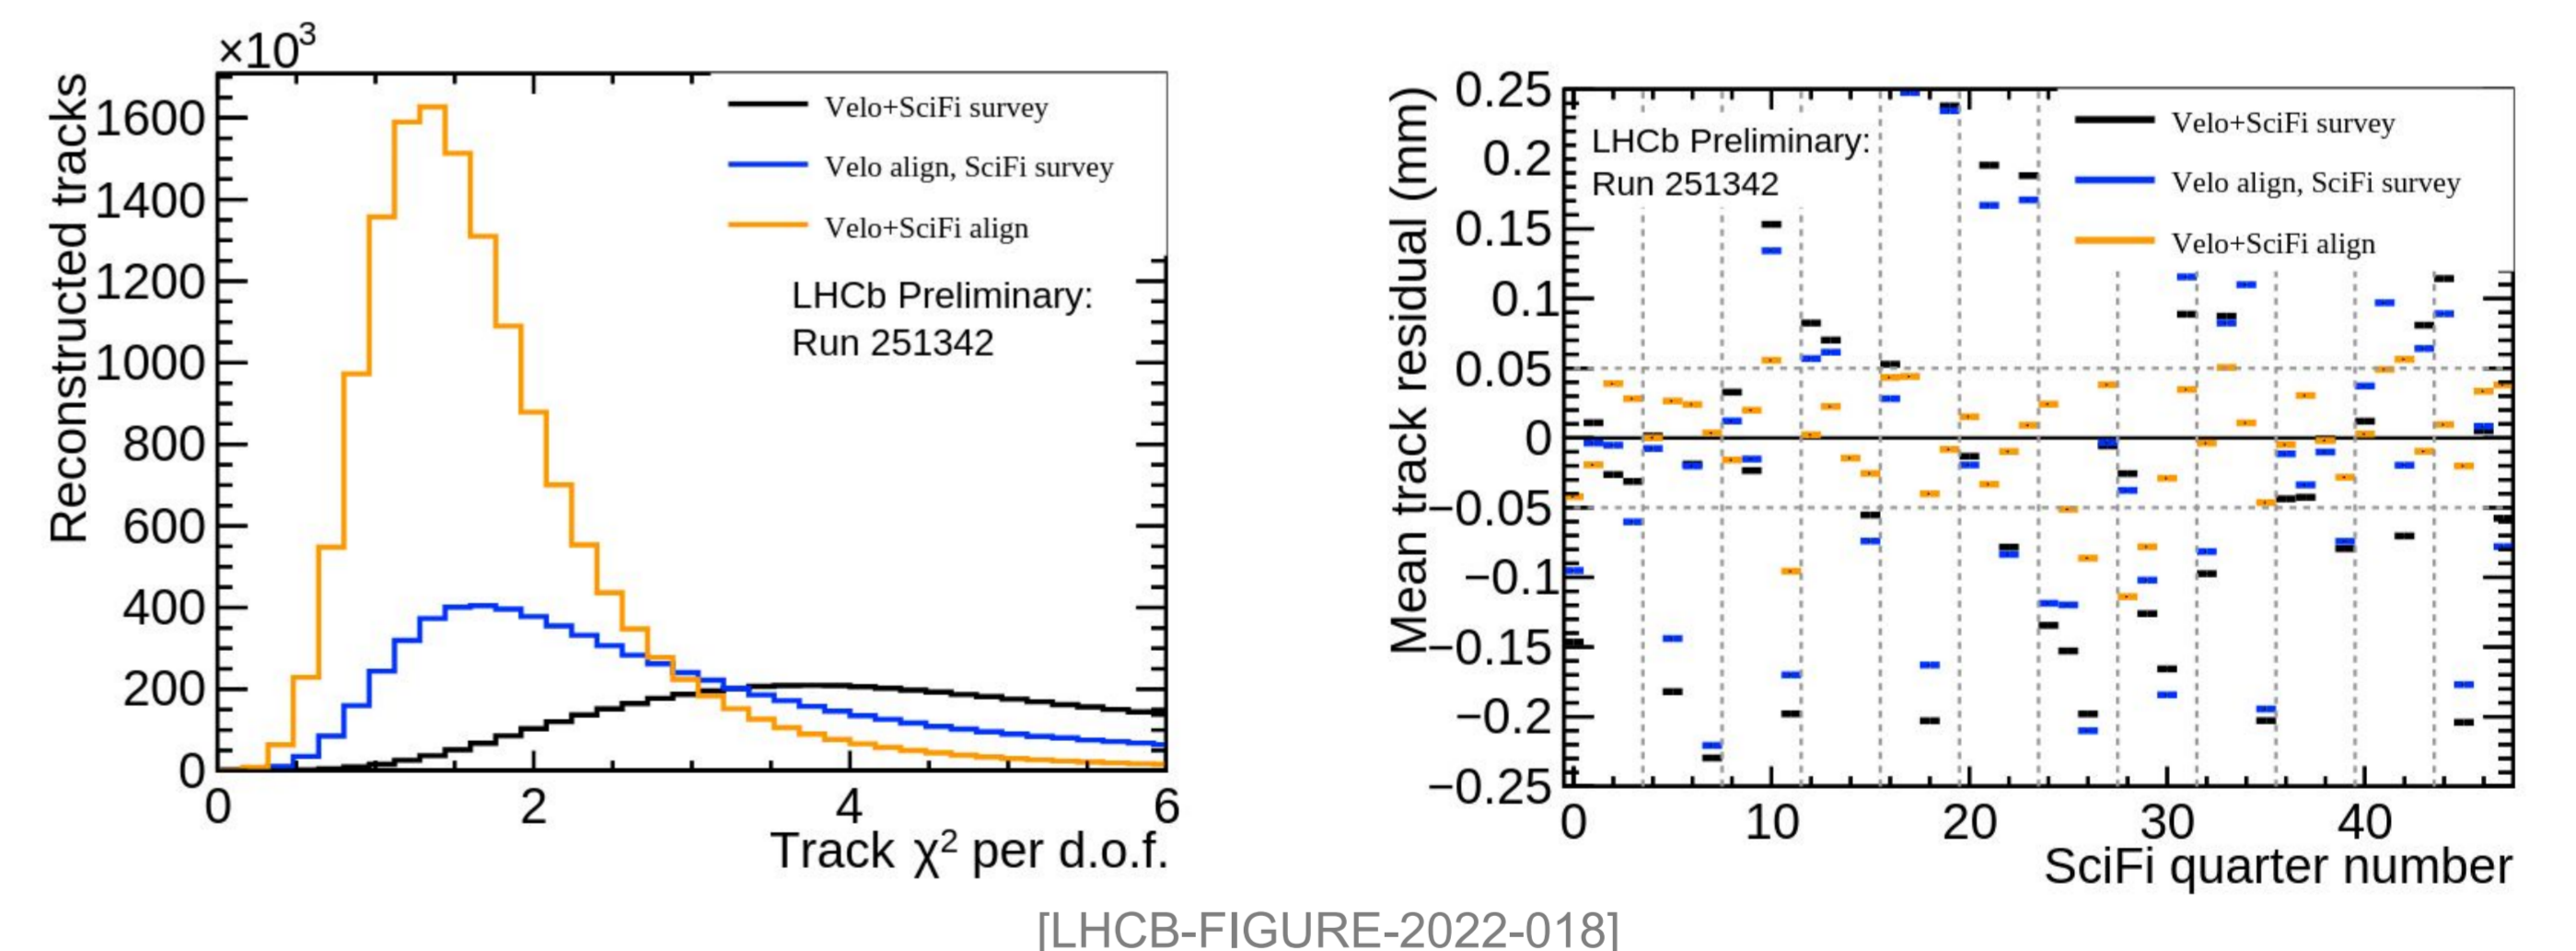 ×10³
Reconstructed tracks
1600
1400
1200
1000
800
600
400
200
0
Velo+SciFi survey
Velo align, SciFi survey
Velo+SciFi align
LHCb Preliminary:
Run 251342
0 2 4 6
Track χ² per d.o.f.
Mean track residual (mm)
0.25
0.2
0.15
0.1
0.05
0
−0.05
−0.1
−0.15
−0.2
−0.25
LHCb Preliminary:
Run 251342
Velo+SciFi survey
Velo align, SciFi survey
Velo+SciFi align
0 10 20 30 40
SciFi quarter number
[LHCB-FIGURE-2022-018]